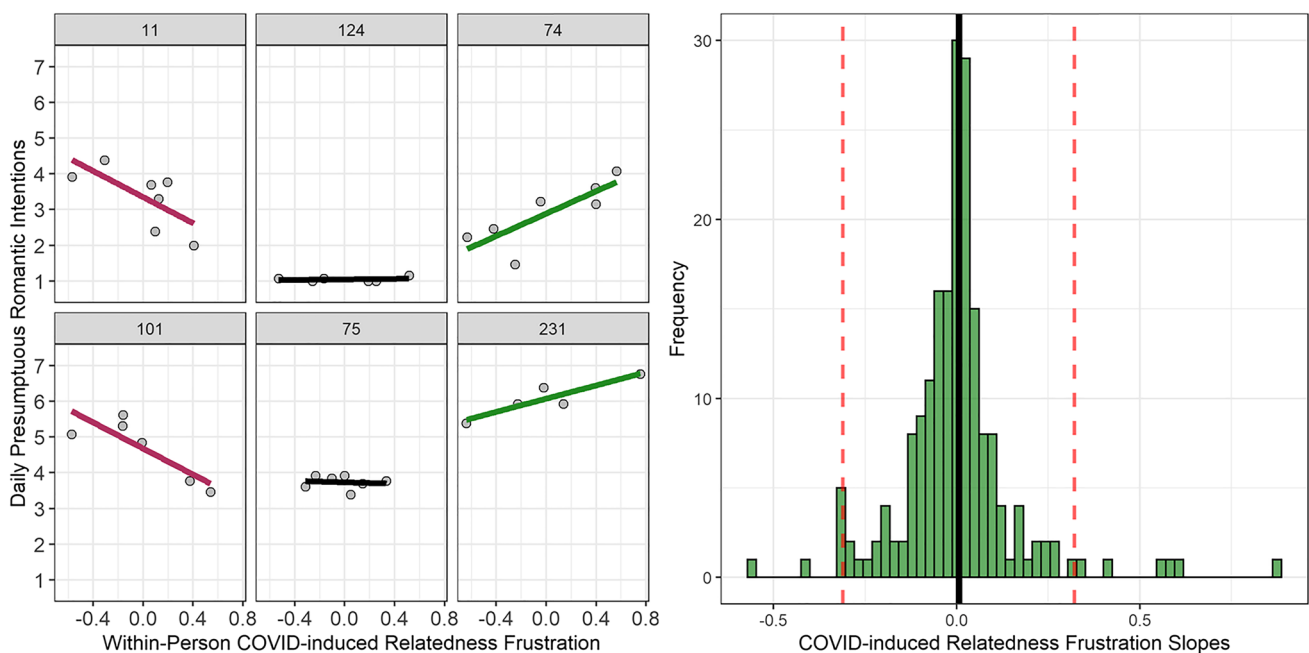 11 124 74
7
6
5
4
3
2
1
101 75 231
7
6
5
4
3
2
1
Daily Presumptuous Romantic Intentions
-0.4 0.0 0.4 0.8 -0.4 0.0 0.4 0.8 -0.4 0.0 0.4 0.8
Within-Person COVID-induced Relatedness Frustration
30
20
10
0
Frequency
-0.5 0.0 0.5
COVID-induced Relatedness Frustration Slopes